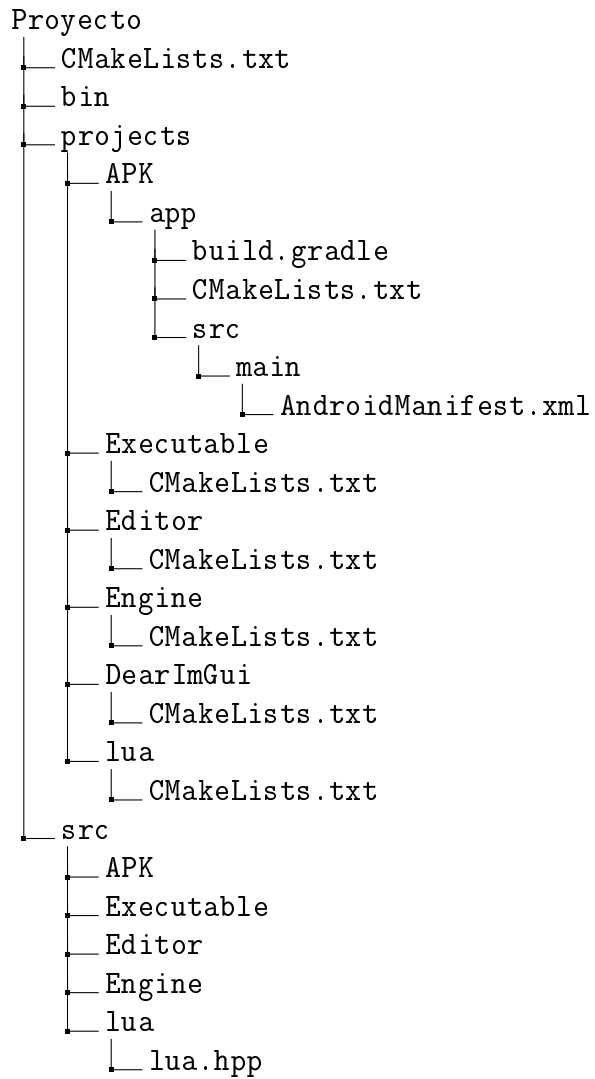 Proyecto
CMakeLists.txt
bin
projects
APK
app
build.gradle
CMakeLists.txt
src
main
AndroidManifest.xml
Executable
CMakeLists.txt
Editor
CMakeLists.txt
Engine
CMakeLists.txt
DearImGui
CMakeLists.txt
lua
CMakeLists.txt
src
APK
Executable
Editor
Engine
lua
lua.hpp